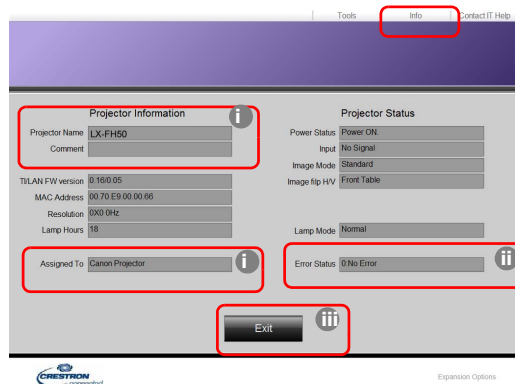 Tools Info Contact IT Help
Projector Information
i
Projector Name LX-FH50
Comment
TI/LAN FW version 0.16/0.05
MAC Address 00.70.E9.00.00.66
Resolution 0X0 0Hz
Lamp Hours 18
Assigned To Canon Projector
i
Projector Status
Power Status Power ON.
Input No Signal
Image Mode Standard
Image filp H/V Front Table
Lamp Mode Normal
Error Status 0:No Error
ii
Exit
iii
CRESTRON
connected
Expansion Options